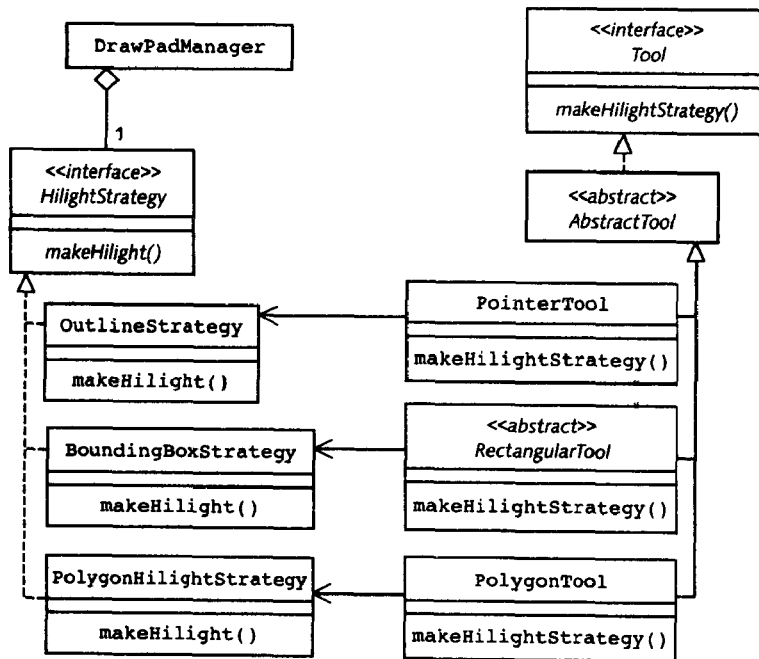 DrawPadManager
1
<<interface>>
HilightStrategy
makeHilight()
<<interface>>
Tool
makeHilightStrategy()
<<abstract>>
AbstractTool
OutlineStrategy
makeHilight()
PointerTool
makeHilightStrategy()
BoundingBoxStrategy
makeHilight()
<<abstract>>
RectangularTool
makeHilightStrategy()
PolygonHilightStrategy
makeHilight()
PolygonTool
makeHilightStrategy()